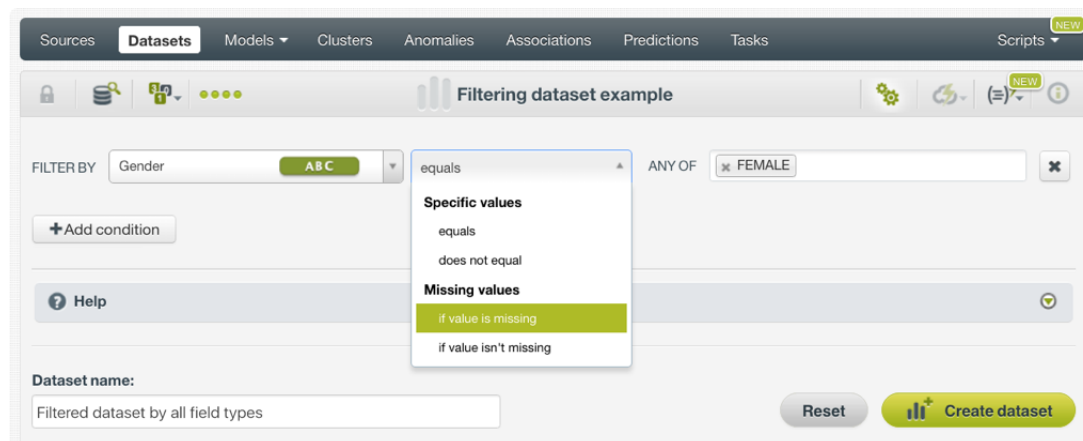 NEW
Sources Datasets Models Clusters Anomalies Associations Predictions Tasks Scripts
NEW
Filtering dataset example
FILTER BY Gender ABC equals ANY OF × FEMALE
Specific values
+Add condition equals
does not equal
Missing values
? Help if value is missing
if value isn't missing
Dataset name:
Filtered dataset by all field types Reset Create dataset